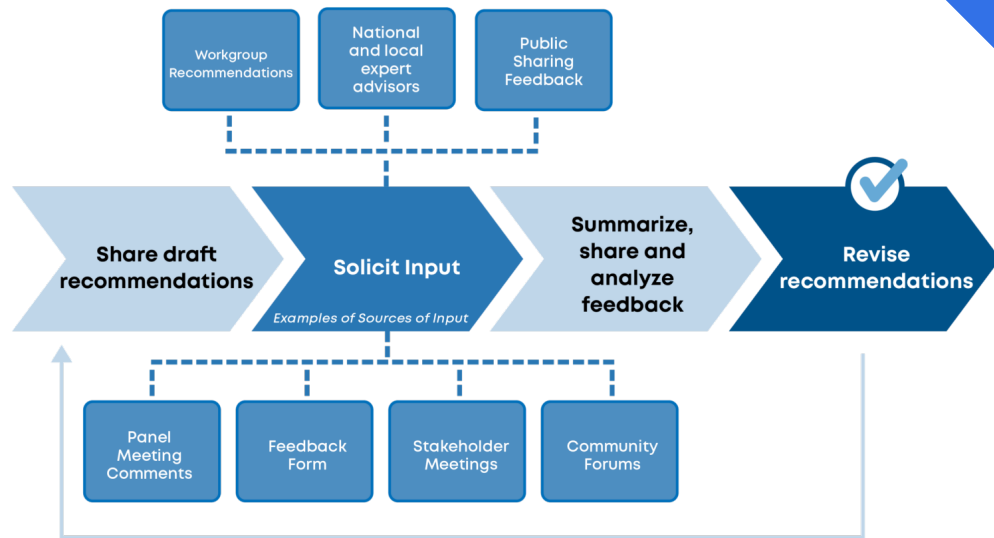 Workgroup
Recommendations
National
and local
expert
advisors
Public
Sharing
Feedback
Share draft
recommendations
Solicit Input
Examples of Sources of Input
Summarize,
share and
analyze
feedback
Revise
recommendations
Panel
Meeting
Comments
Feedback
Form
Stakeholder
Meetings
Community
Forums